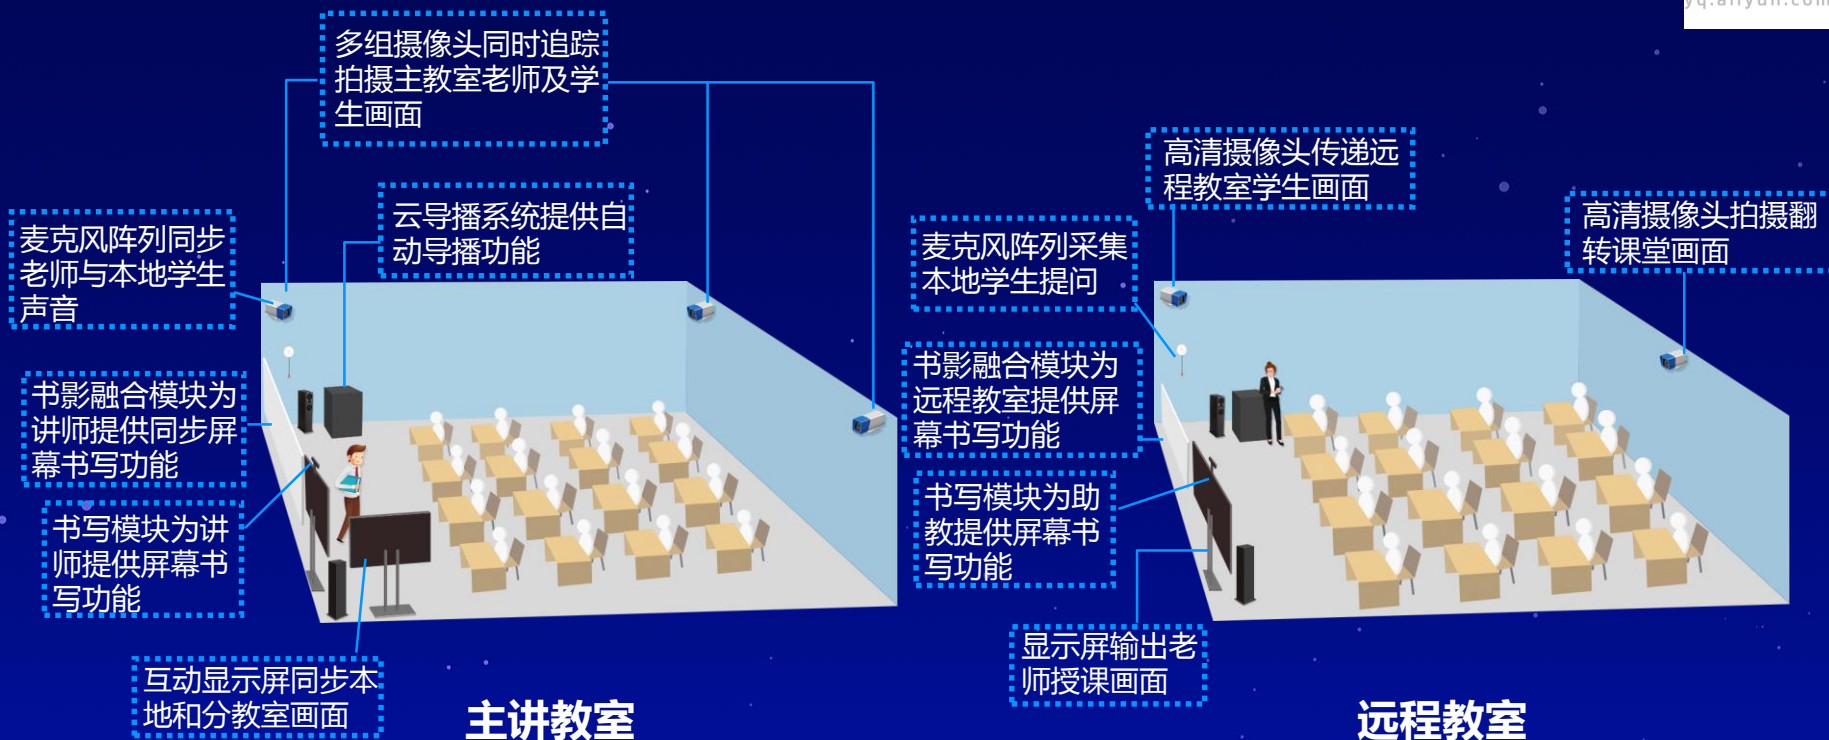 yq.aliyun.com
多组摄像头同时追踪
拍摄主教室老师及学
生画面
云导播系统提供自
动导播功能
麦克风阵列同步
老师与本地学生
声音
书影融合模块为
讲师提供同步屏
幕书写功能
书写模块为讲
师提供屏幕书
写功能
互动显示屏同步本
地和分教室画面
主讲教室
高清摄像头传递远
程教室学生画面
高清摄像头拍摄翻
转课堂画面
麦克风阵列采集
本地学生提问
书影融合模块为
远程教室提供屏
幕书写功能
书写模块为助
教提供屏幕书
写功能
显示屏输出老
师授课画面
远程教室